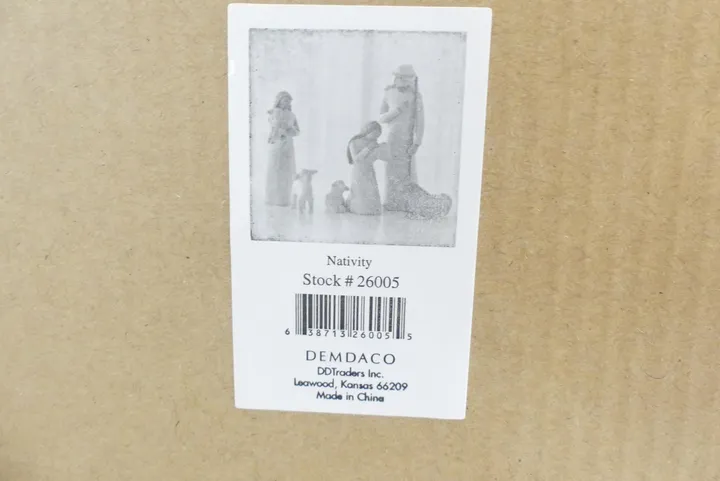 Nativity
Stock # 26005
6 38713 26005 5
DEMDACO
DDTraders Inc.
Leawood, Kansas 66209
Made in China